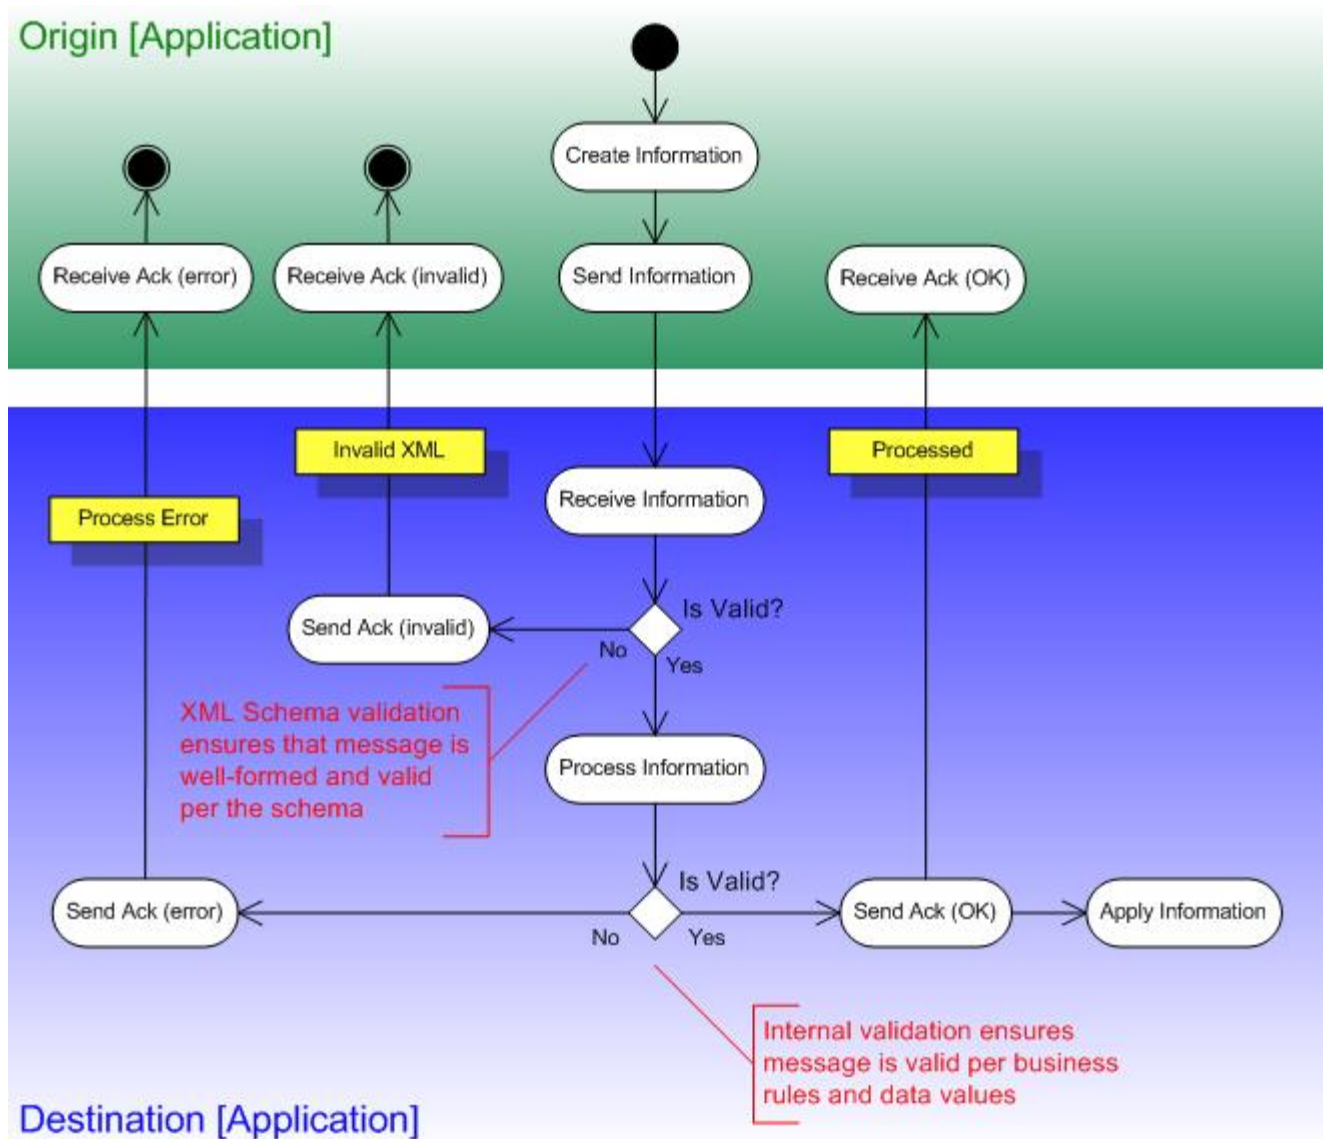 Origin [Application]
Create Information
Receive Ack (error)
Receive Ack (invalid)
Send Information
Receive Ack (OK)
Invalid XML
Processed
Process Error
Receive Information
Is Valid?
Send Ack (invalid)
No
Yes
XML Schema validation
ensures that message is
well-formed and valid
per the schema
Process Information
Is Valid?
Send Ack (error)
Send Ack (OK)
Apply Information
No
Yes
Internal validation ensures
message is valid per business
rules and data values
Destination [Application]